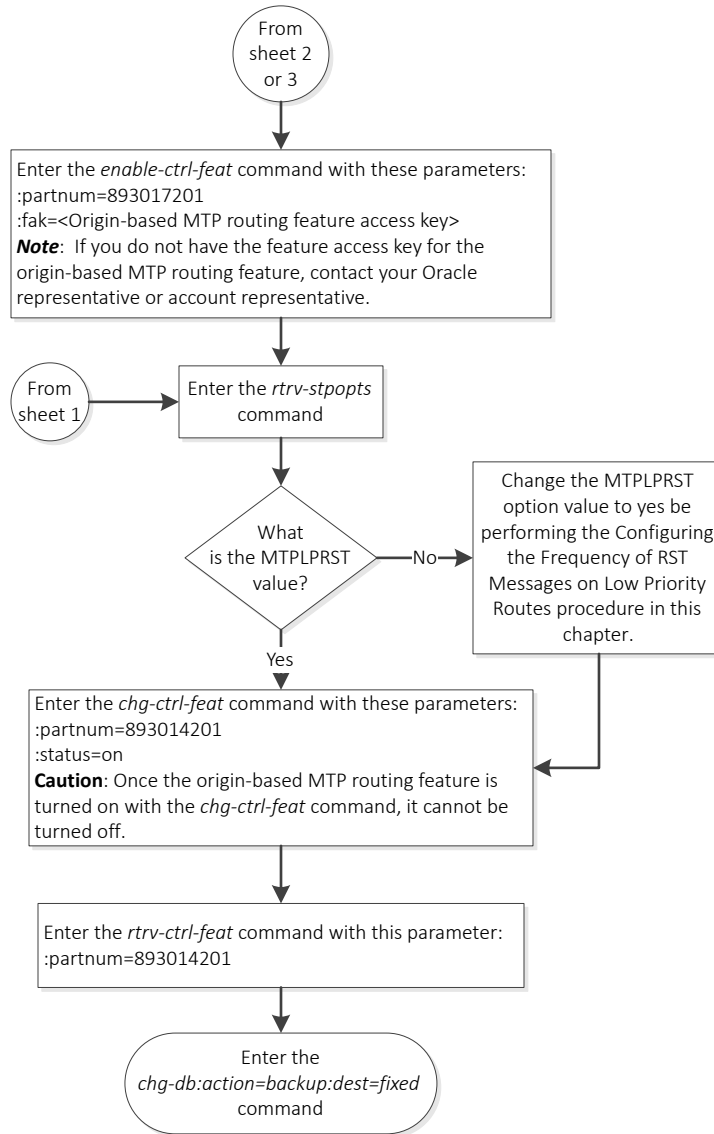 From
sheet 2
or 3
Enter the enable-ctrl-feat command with these parameters:
:partnum=893017201
:fak=<Origin-based MTP routing feature access key>
Note: If you do not have the feature access key for the
origin-based MTP routing feature, contact your Oracle
representative or account representative.
From
sheet 1
Enter the rtrv-stpopts
command
What
is the MTPLPRST
value?
No
Change the MTPLPRST
option value to yes be
performing the Configuring
the Frequency of RST
Messages on Low Priority
Routes procedure in this
chapter.
Yes
Enter the chg-ctrl-feat command with these parameters:
:partnum=893014201
:status=on
Caution: Once the origin-based MTP routing feature is
turned on with the chg-ctrl-feat command, it cannot be
turned off.
Enter the rtrv-ctrl-feat command with this parameter:
:partnum=893014201
Enter the
chg-db:action=backup:dest=fixed
command